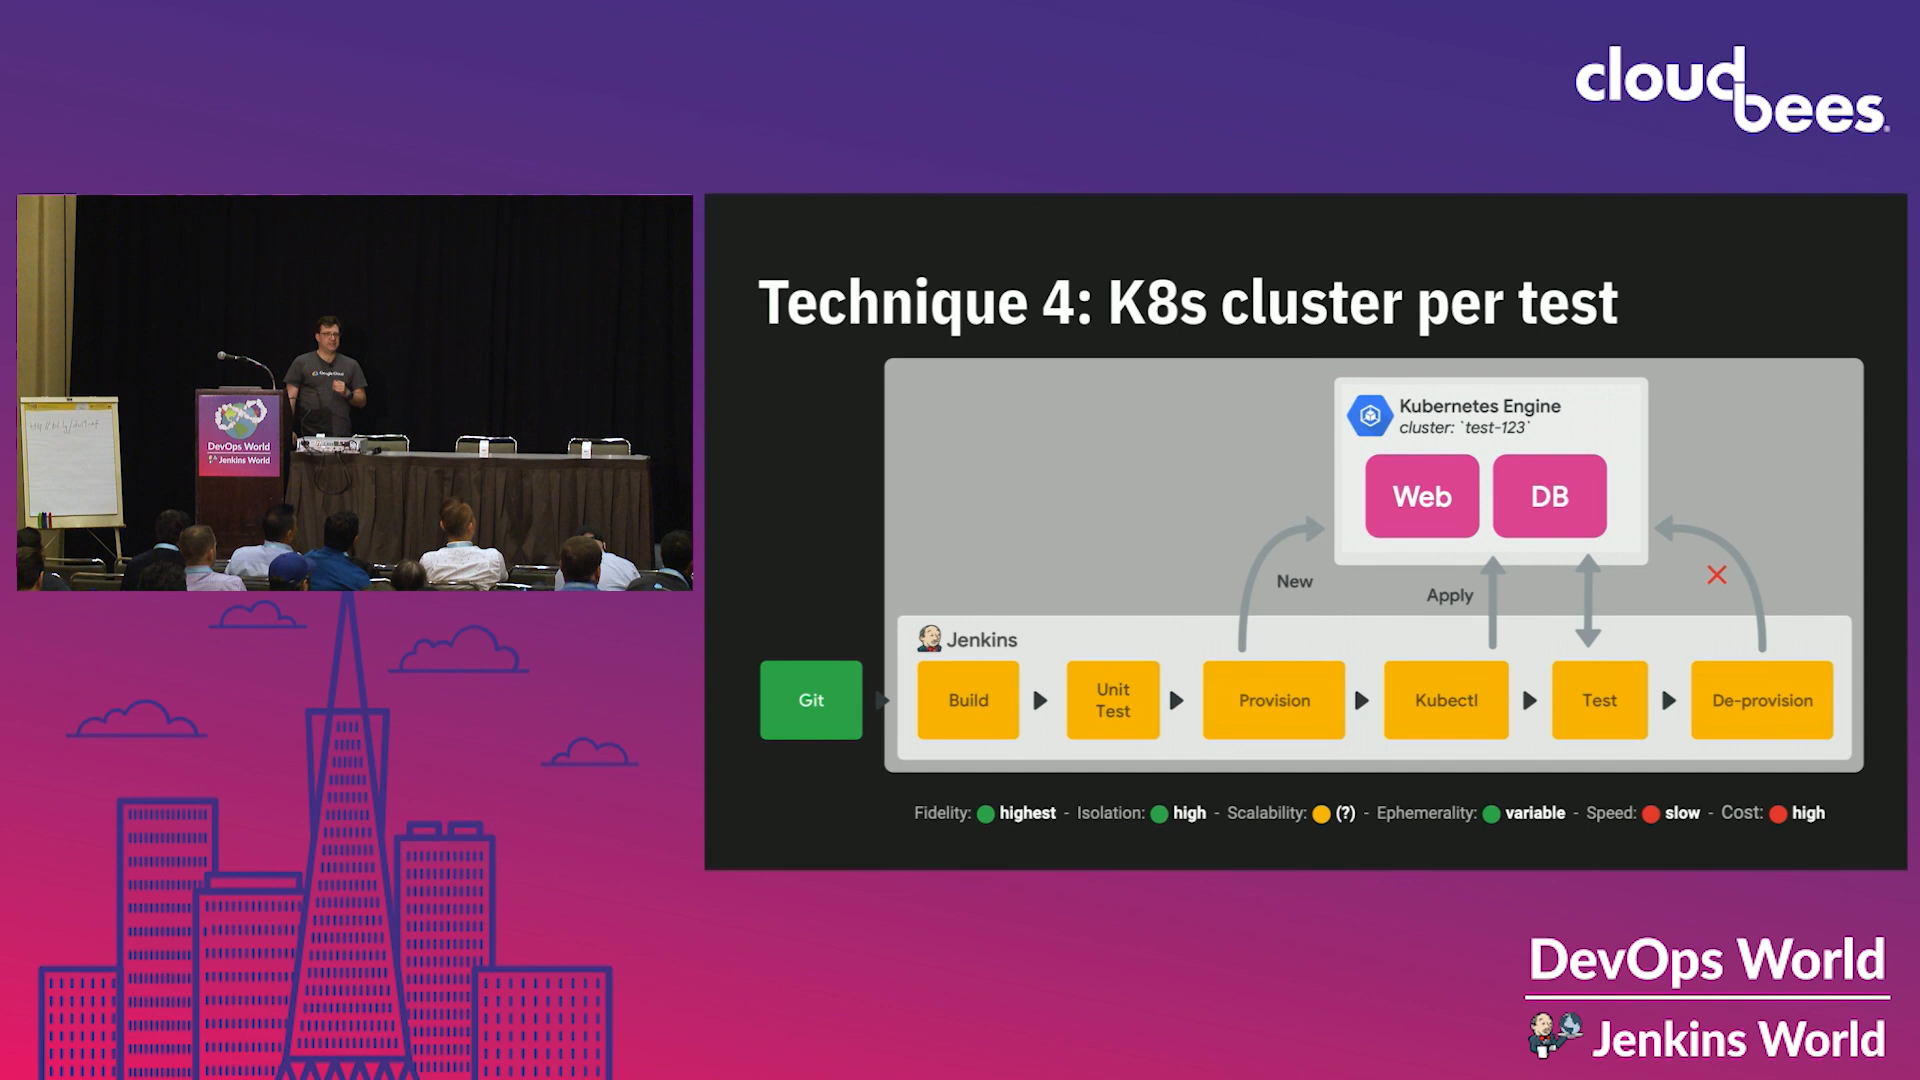 cloudbees
Google Cloud
DevOps World
Jenkins World
Technique 4: K8s cluster per test
Kubernetes Engine
cluster: `test-123`
Web
DB
New
Apply
Jenkins
Git
Build
Unit
Test
Provision
Kubectl
Test
De-provision
Fidelity: highest - Isolation: high - Scalability: (?) - Ephemerality: variable - Speed: slow - Cost: high
DevOps World
Jenkins World